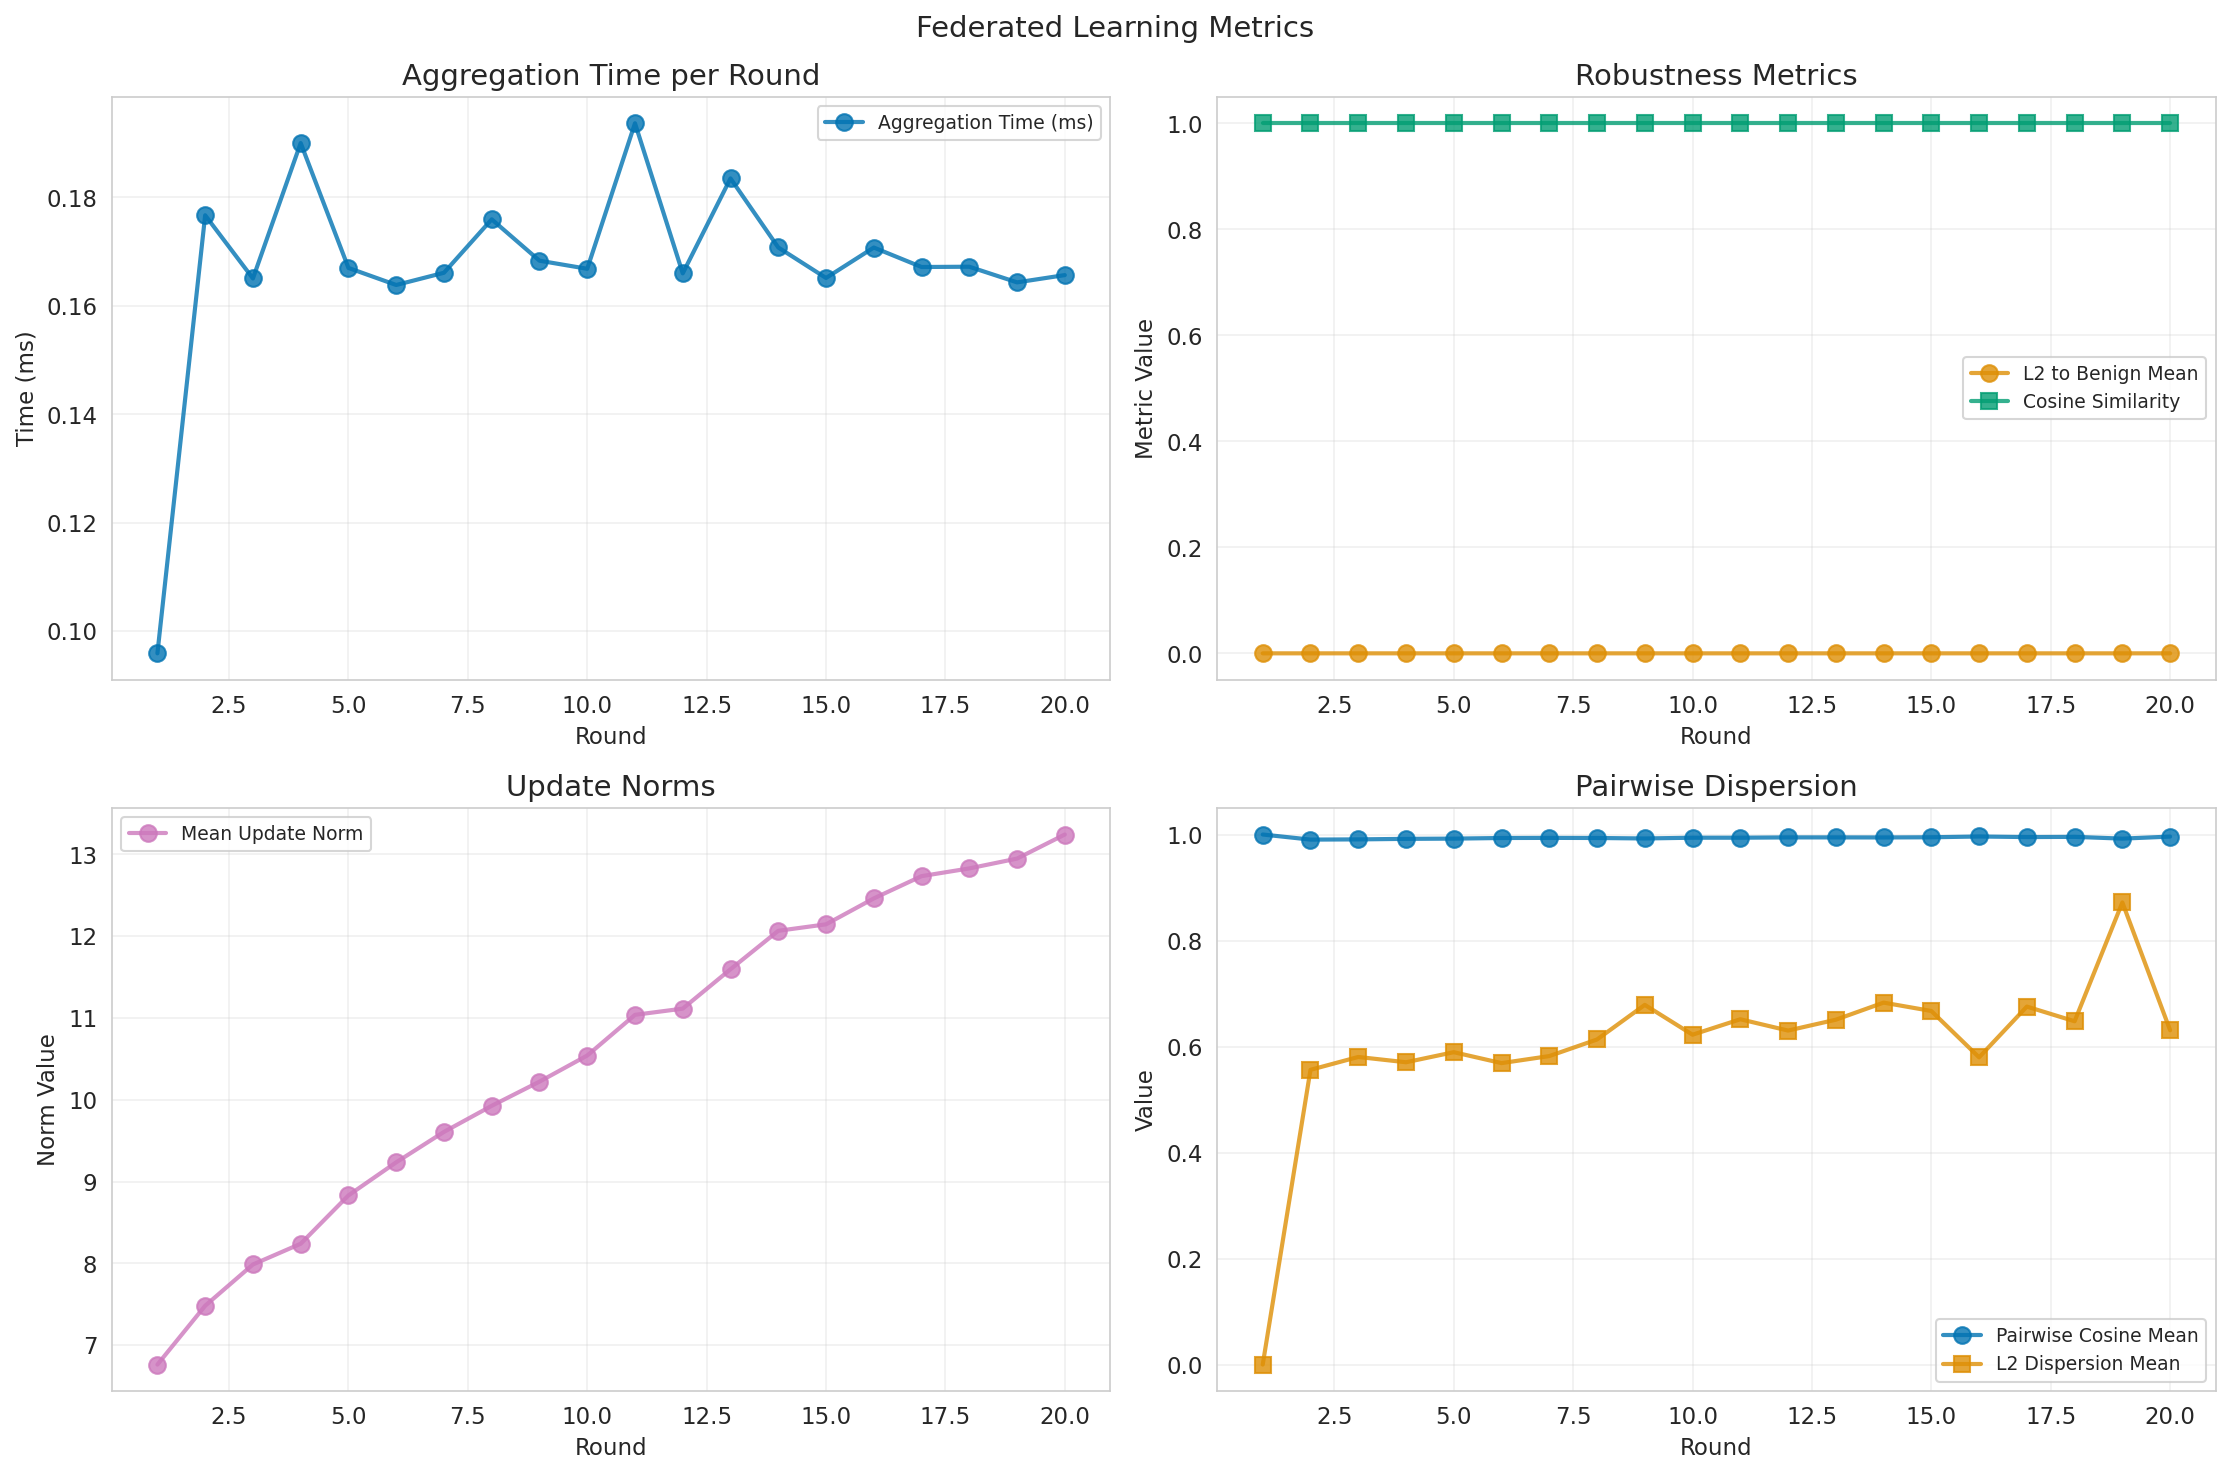 Federated Learning Metrics
Aggregation Time per Round
Aggregation Time (ms)
Time (ms)
0.18
0.16
0.14
0.12
0.10
2.5 5.0 7.5 10.0 12.5 15.0 17.5 20.0
Round
Robustness Metrics
Metric Value
1.0
0.8
0.6
0.4
0.2
0.0
L2 to Benign Mean
Cosine Similarity
2.5 5.0 7.5 10.0 12.5 15.0 17.5 20.0
Round
Update Norms
Mean Update Norm
Norm Value
13
12
11
10
9
8
7
2.5 5.0 7.5 10.0 12.5 15.0 17.5 20.0
Round
Pairwise Dispersion
Value
1.0
0.8
0.6
0.4
0.2
0.0
Pairwise Cosine Mean
L2 Dispersion Mean
2.5 5.0 7.5 10.0 12.5 15.0 17.5 20.0
Round